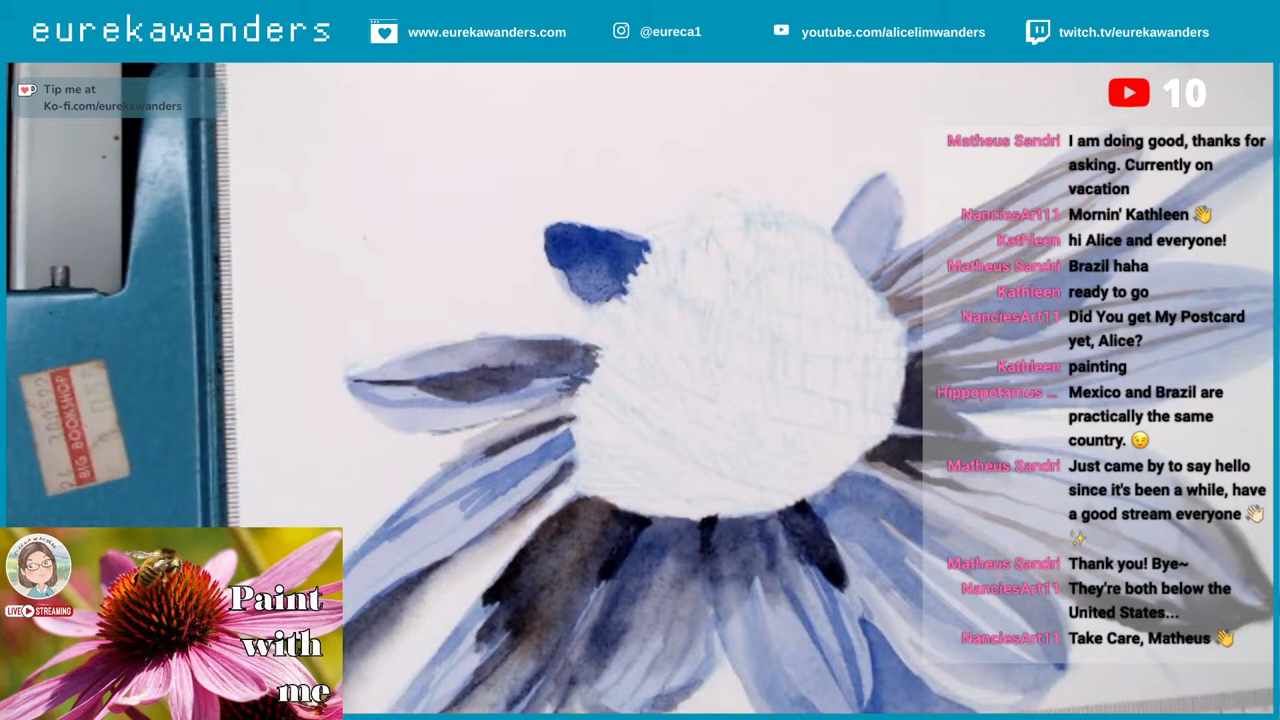 eurekawanders
www.eurekawanders.com
@eureca1
youtube.com/alicelimwanders
twitch.tv/eurekawanders
Tip me at
Ko-fi.com/eurekawanders
10
Matheus Sandri I am doing good, thanks for
asking. Currently on
vacation
NanciesArt11 Mornin' Kathleen 👋
Kathleen hi Alice and everyone!
Matheus Sandri Brazil haha
Kathleen ready to go
NanciesArt11 Did You get My Postcard
yet, Alice?
Kathleen painting
Hippopotamus ... Mexico and Brazil are
practically the same
country. 😉
Matheus Sandri Just came by to say hello
since it's been a while, have
a good stream everyone 👋🏻
✨
Matheus Sandri Thank you! Bye~
NanciesArt11 They're both below the
United States...
NanciesArt11 Take Care, Matheus 👋
BIG BOOKSHOP
LIVE STREAMING
Paint
with
me